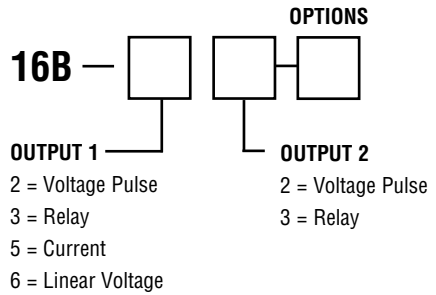 OPTIONS
16B —
OUTPUT 1
2 = Voltage Pulse
3 = Relay
5 = Current
6 = Linear Voltage
OUTPUT 2
2 = Voltage Pulse
3 = Relay